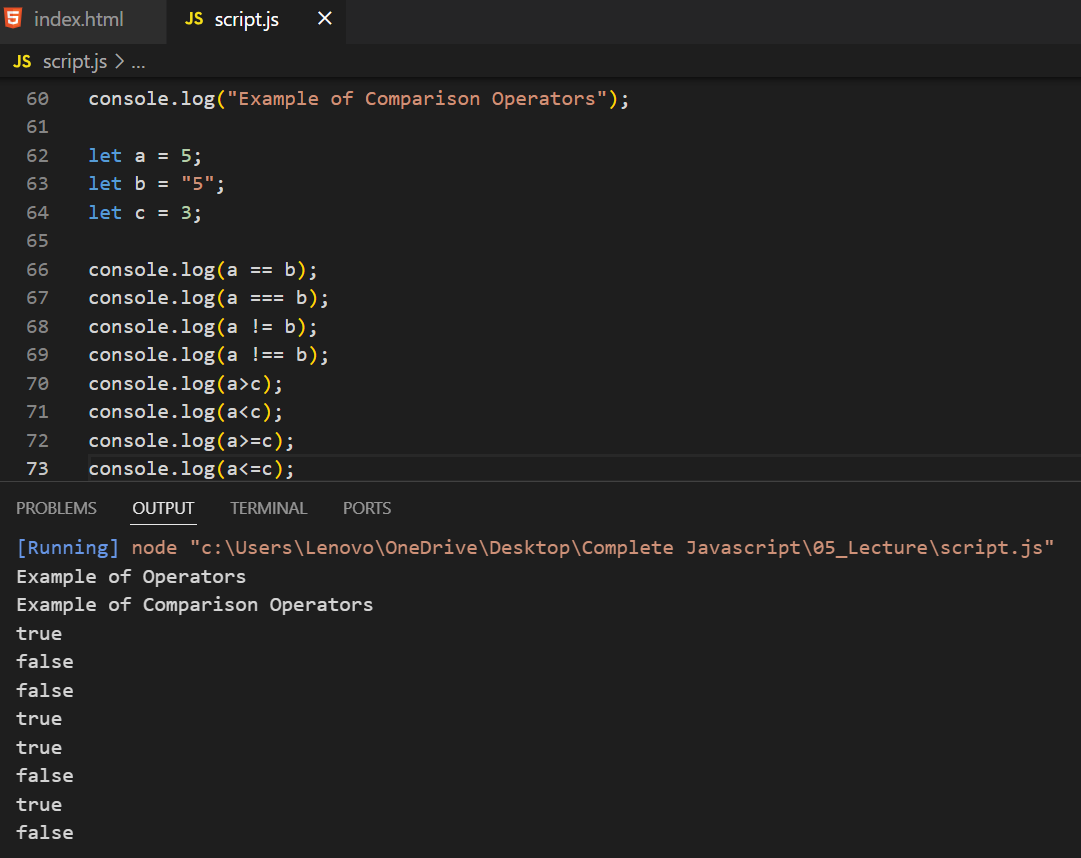 index.html JS script.js ×
JS script.js > ...
60 console.log("Example of Comparison Operators");
61
62 let a = 5;
63 let b = "5";
64 let c = 3;
65
66 console.log(a == b);
67 console.log(a === b);
68 console.log(a != b);
69 console.log(a !== b);
70 console.log(a>c);
71 console.log(a<c);
72 console.log(a>=c);
73 console.log(a<=c);
PROBLEMS OUTPUT TERMINAL PORTS
[Running] node "c:\Users\Lenovo\OneDrive\Desktop\Complete Javascript\05_Lecture\script.js"
Example of Operators
Example of Comparison Operators
true
false
false
true
true
false
true
false